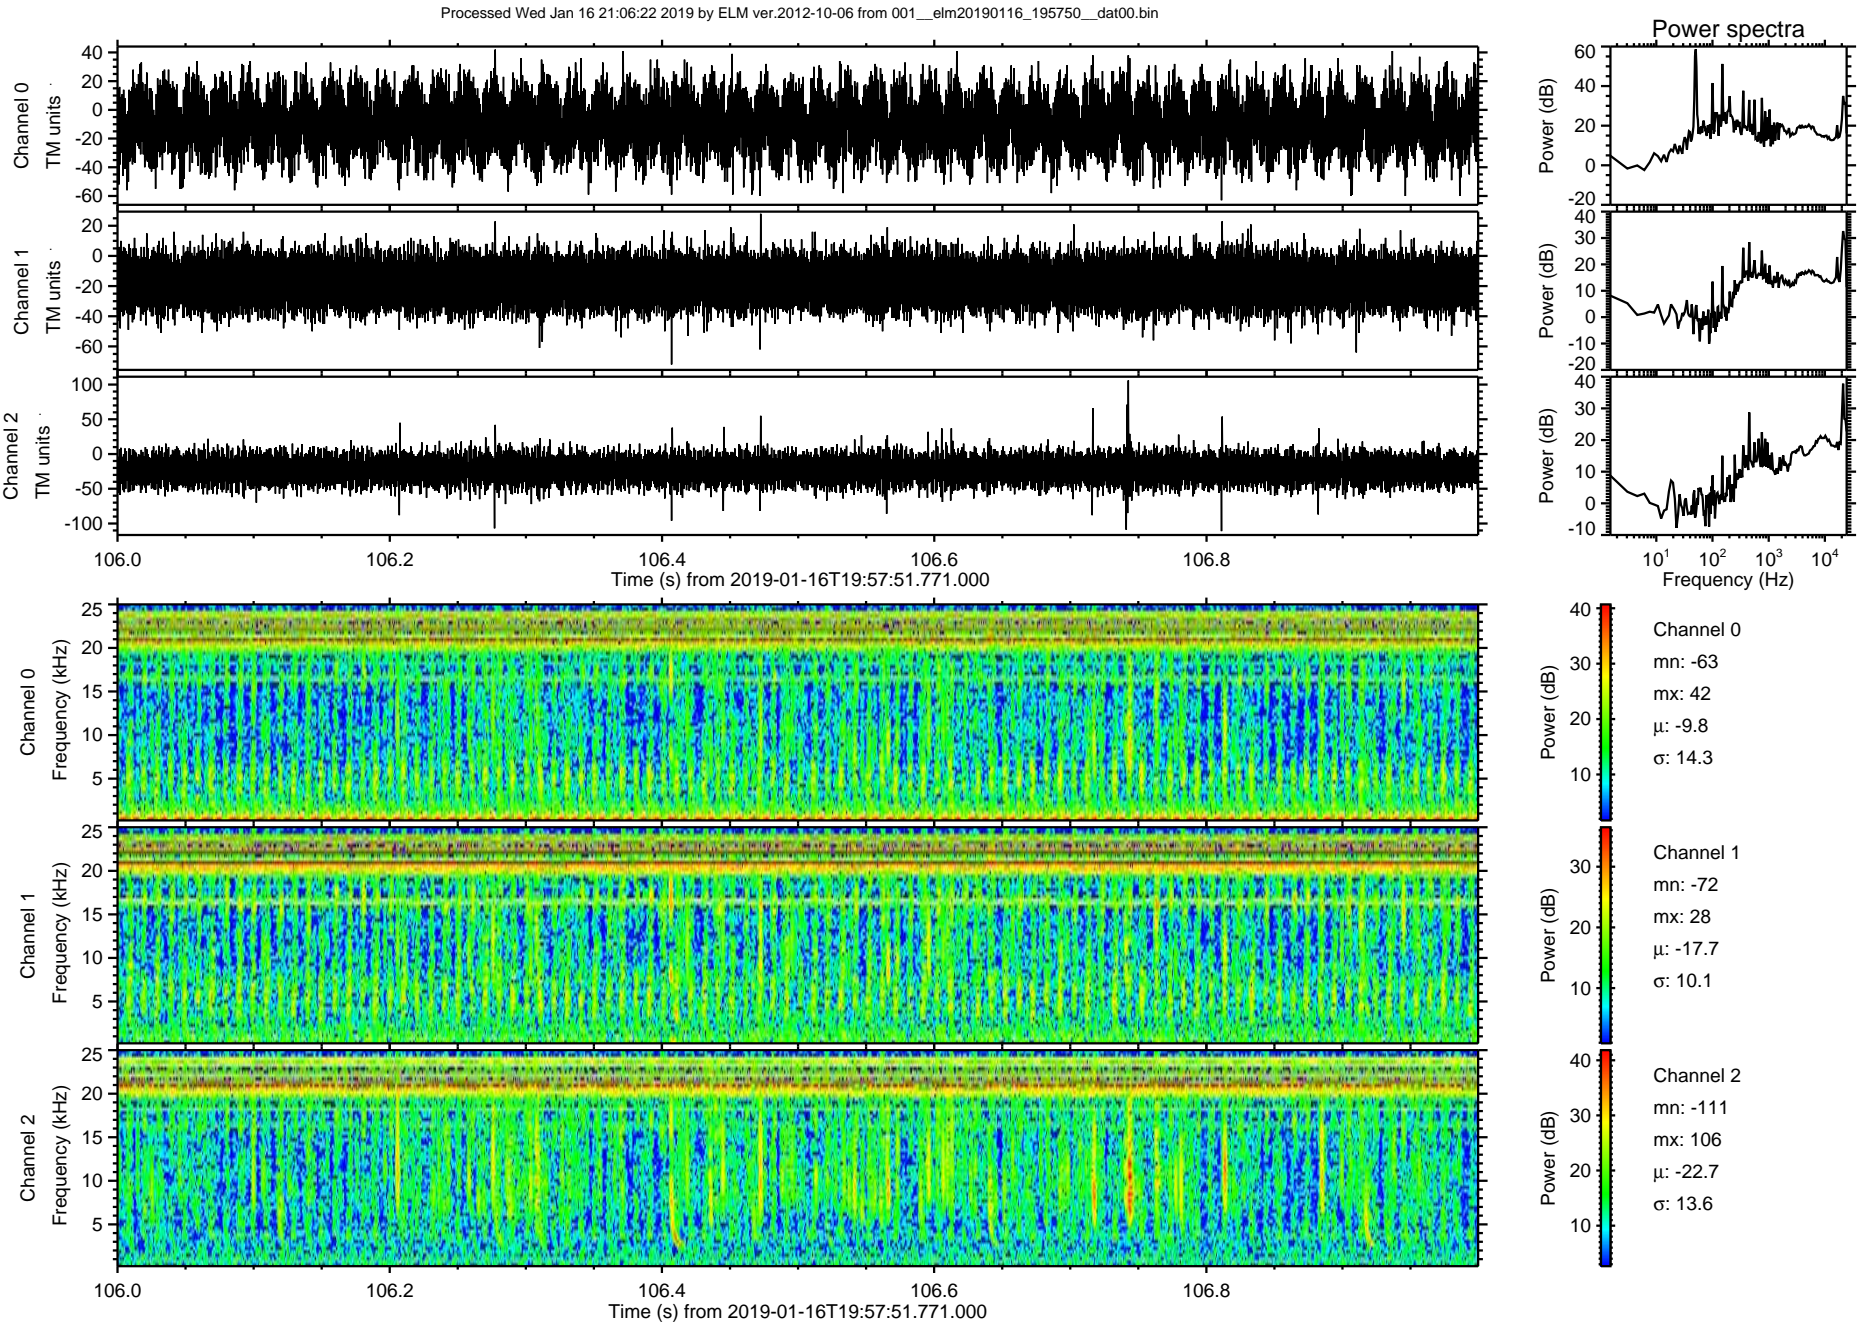 Processed Wed Jan 16 21:06:22 2019 by ELM ver.2012-10-06 from 001__elm20190116_195750__dat00.bin
Power spectra
Channel 0
TM units
40
20
0
-20
-40
-60
Power (dB)
60
40
20
0
-20
Channel 1
TM units
20
0
-20
-40
-60
Power (dB)
40
30
20
10
0
-10
-20
Channel 2
TM units
100
50
0
-50
-100
Power (dB)
40
30
20
10
0
-10
106.0 106.2 106.4 106.6 106.8
Time (s) from 2019-01-16T19:57:51.771.000
10^1 10^2 10^3 10^4
Frequency (Hz)
Channel 0
Frequency (kHz)
25
20
15
10
5
Power (dB)
40
30
20
10
Channel 0
mn: -63
mx: 42
µ: -9.8
σ: 14.3
Channel 1
Frequency (kHz)
25
20
15
10
5
Power (dB)
30
20
10
Channel 1
mn: -72
mx: 28
µ: -17.7
σ: 10.1
Channel 2
Frequency (kHz)
25
20
15
10
5
Power (dB)
40
30
20
10
Channel 2
mn: -111
mx: 106
µ: -22.7
σ: 13.6
106.0 106.2 106.4 106.6 106.8
Time (s) from 2019-01-16T19:57:51.771.000